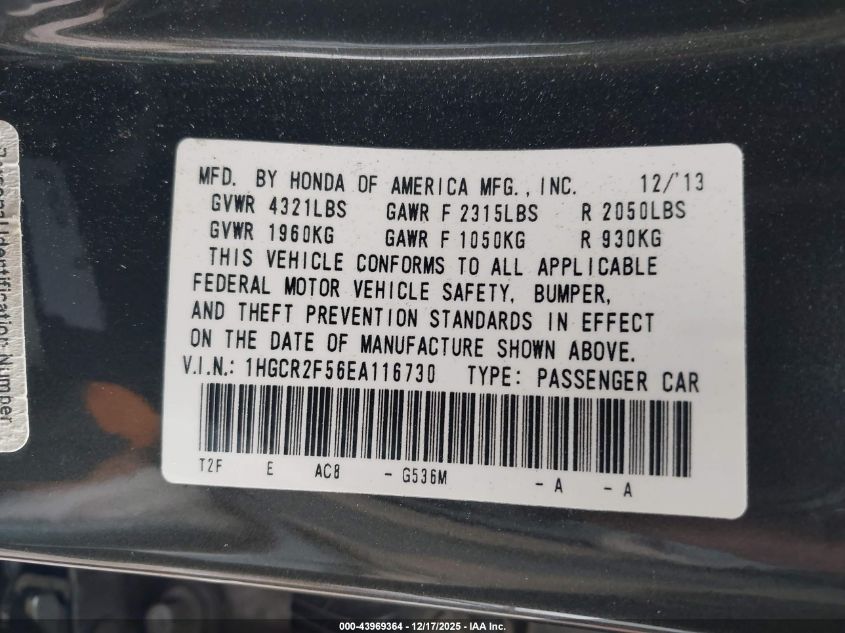 MFD. BY HONDA OF AMERICA MFG., INC. 12/'13
GVWR 4321LBS GAWR F 2315LBS R 2050LBS
GVWR 1960KG GAWR F 1050KG R 930KG
THIS VEHICLE CONFORMS TO ALL APPLICABLE
FEDERAL MOTOR VEHICLE SAFETY, BUMPER,
AND THEFT PREVENTION STANDARDS IN EFFECT
ON THE DATE OF MANUFACTURE SHOWN ABOVE.
V.I.N.: 1HGCR2F56EA116730 TYPE: PASSENGER CAR
T2F E AC8 - G536M - A - A
Identification Number
000-43969364 - 12/17/2025 - IAA Inc.